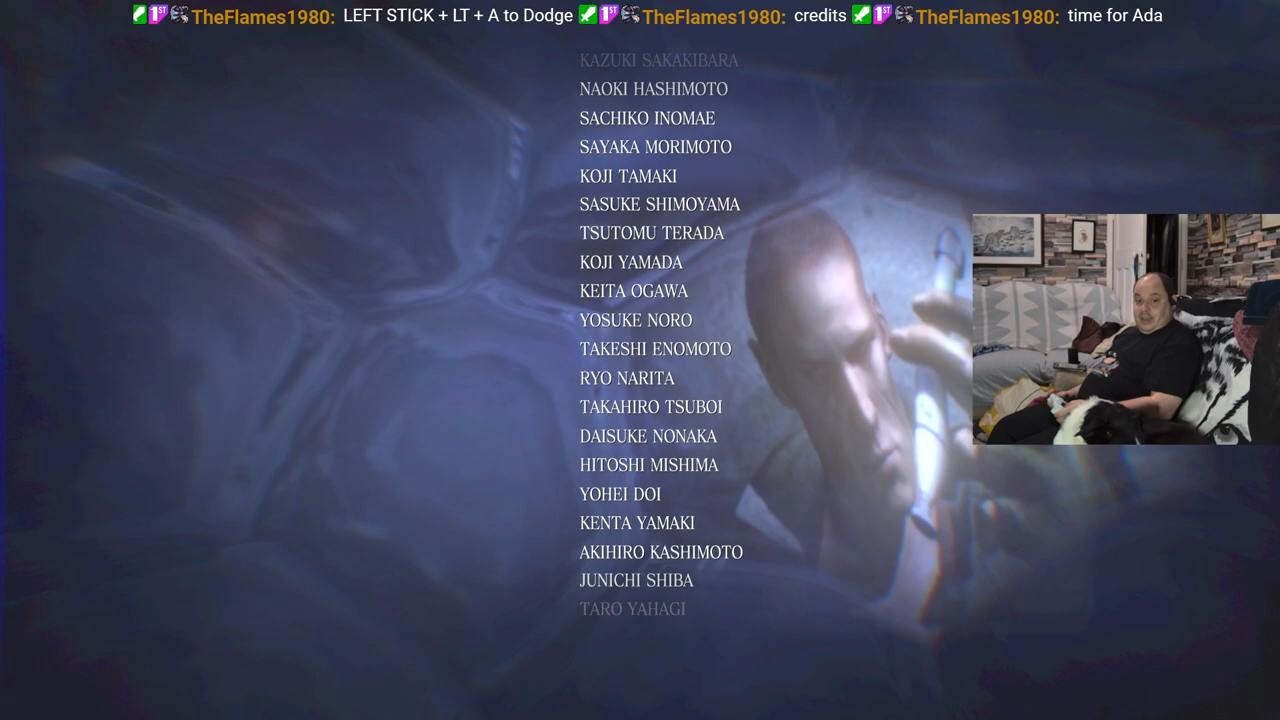 TheFlames1980: LEFT STICK + LT + A to Dodge 1ST TheFlames1980: credits 1ST TheFlames1980: time for Ada
KAZUKI SAKAKIBARA
NAOKI HASHIMOTO
SACHIKO INOMAE
SAYAKA MORIMOTO
KOJI TAMAKI
SASUKE SHIMOYAMA
TSUTOMU TERADA
KOJI YAMADA
KEITA OGAWA
YOSUKE NORO
TAKESHI ENOMOTO
RYO NARITA
TAKAHIRO TSUBOI
DAISUKE NONAKA
HITOSHI MISHIMA
YOHEI DOI
KENTA YAMAKI
AKIHIRO KASHIMOTO
JUNICHI SHIBA
TARO YAHAGI